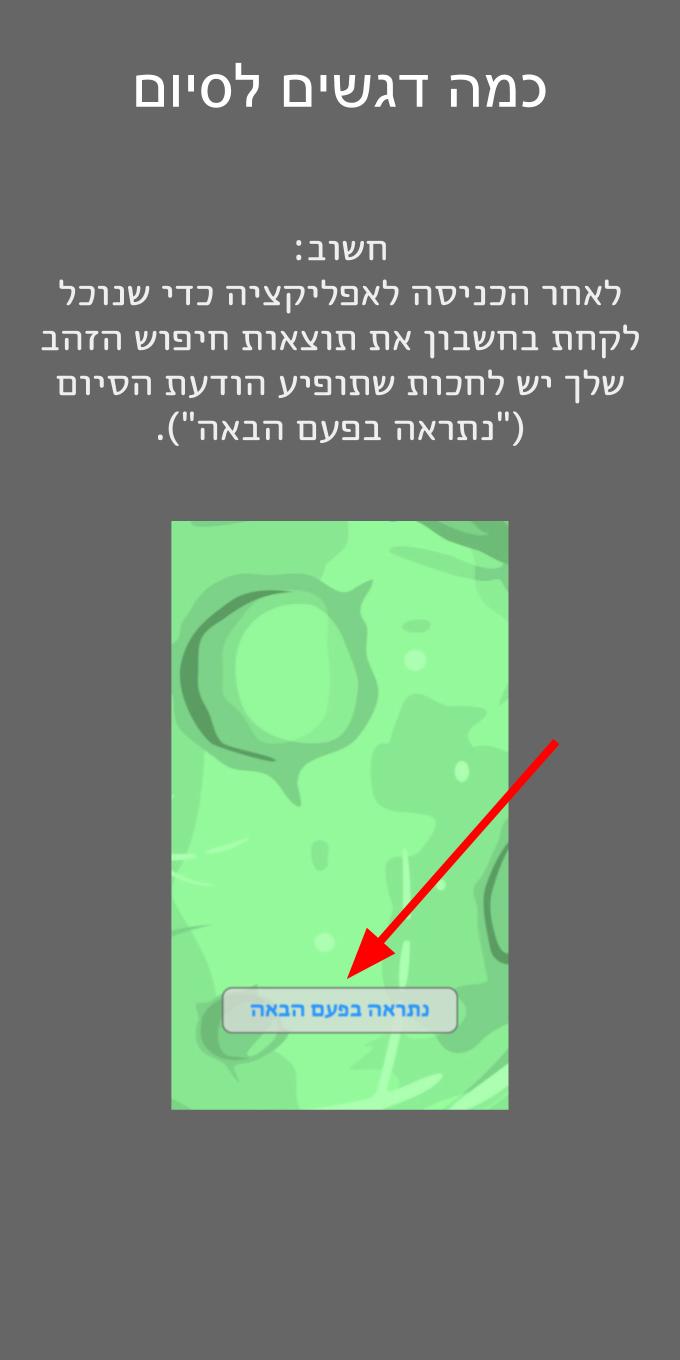 כמה דגשים לסיום
חשוב:
לאחר הכניסה לאפליקציה כדי שנוכל
לקחת בחשבון את תוצאות חיפוש הזהב
שלך יש לחכות שתופיע הודעת הסיום
("נתראה בפעם הבאה").
נתראה בפעם הבאה